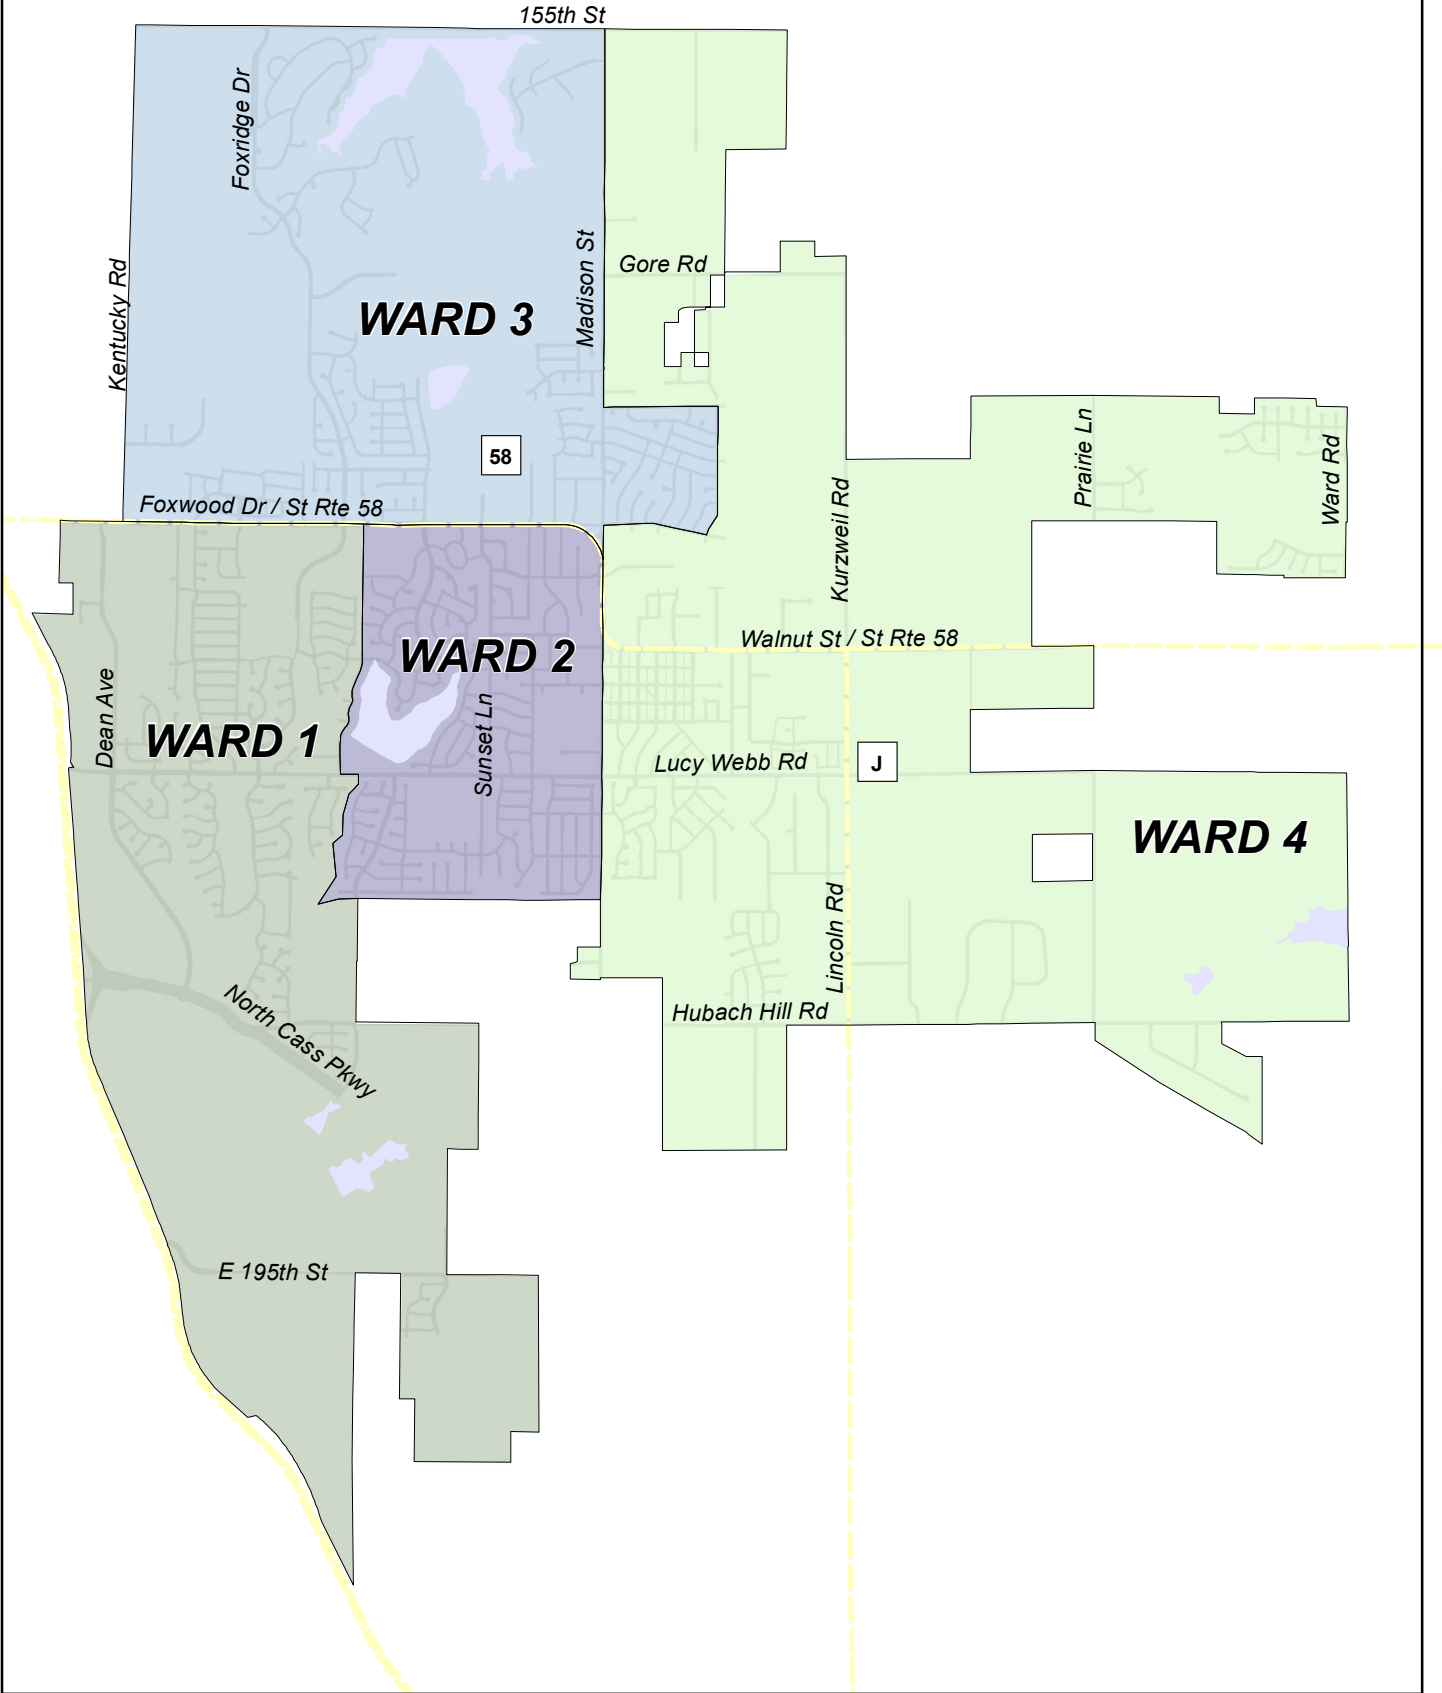 155th St
Foxridge Dr
Madison St
Gore Rd
Kentucky Rd
WARD 3
Prairie Ln
Ward Rd
58
Kurzweil Rd
Foxwood Dr / St Rte 58
Walnut St / St Rte 58
WARD 2
Dean Ave
Sunset Ln
WARD 1
Lucy Webb Rd
J
WARD 4
Lincoln Rd
North Cass Pkwy
Hubach Hill Rd
E 195th St